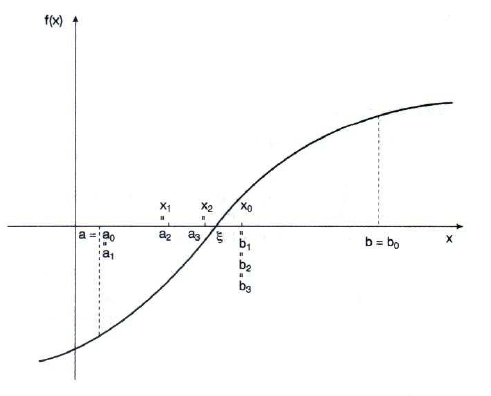 f(x)
x₁ x₂ x₀
a = a₀ a₂ a₃ ξ b₁ b = b₀ x
a₁ b₂
b₃